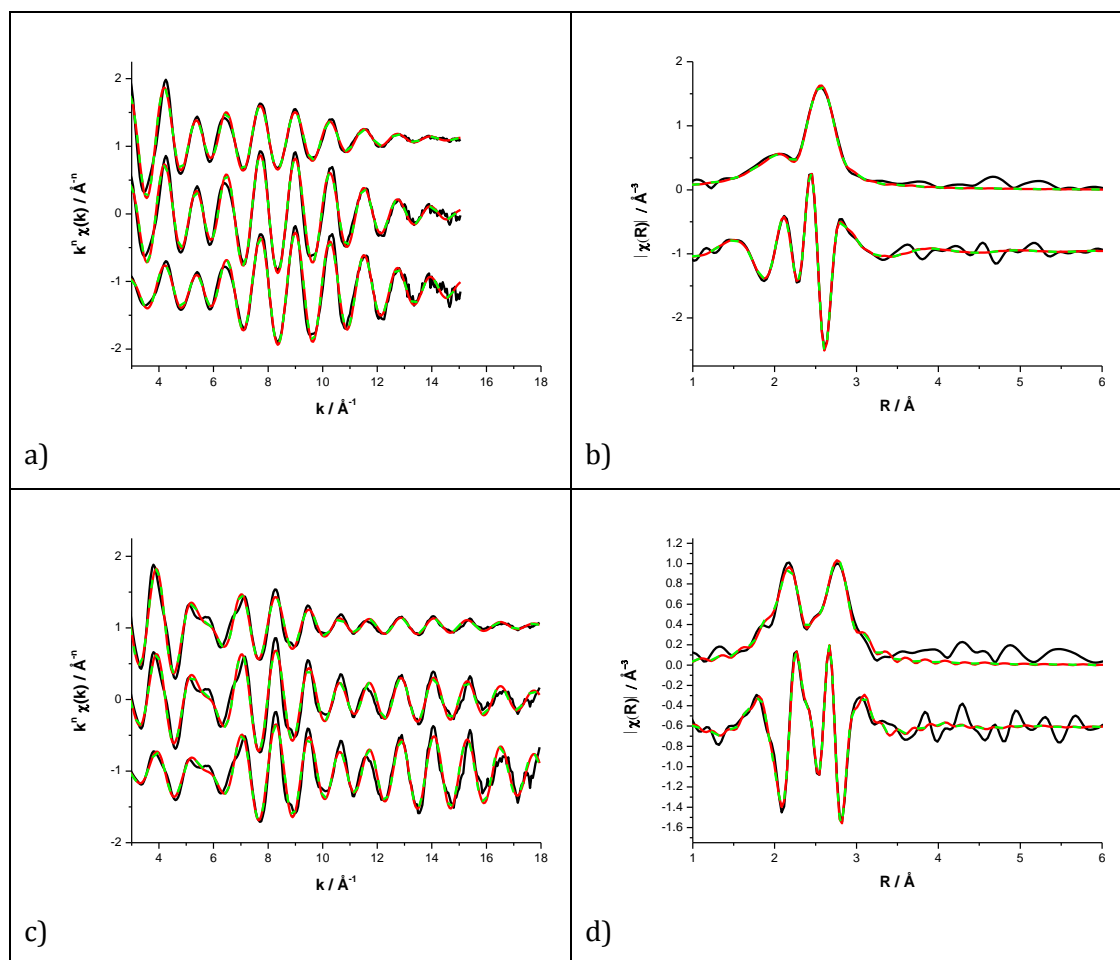 2
1
0
-1
-2
4 6 8 10 12 14 16 18
kⁿ χ(k) / Å⁻ⁿ
k / Å⁻¹
a)
2
1
0
-1
-2
1 2 3 4 5 6
|χ(R)| / Å⁻³
R / Å
b)
2
1
0
-1
-2
4 6 8 10 12 14 16 18
kⁿ χ(k) / Å⁻ⁿ
k / Å⁻¹
c)
1.2
1.0
0.8
0.6
0.4
0.2
0.0
-0.2
-0.4
-0.6
-0.8
-1.0
-1.2
-1.4
-1.6
1 2 3 4 5 6
|χ(R)| / Å⁻³
R / Å
d)